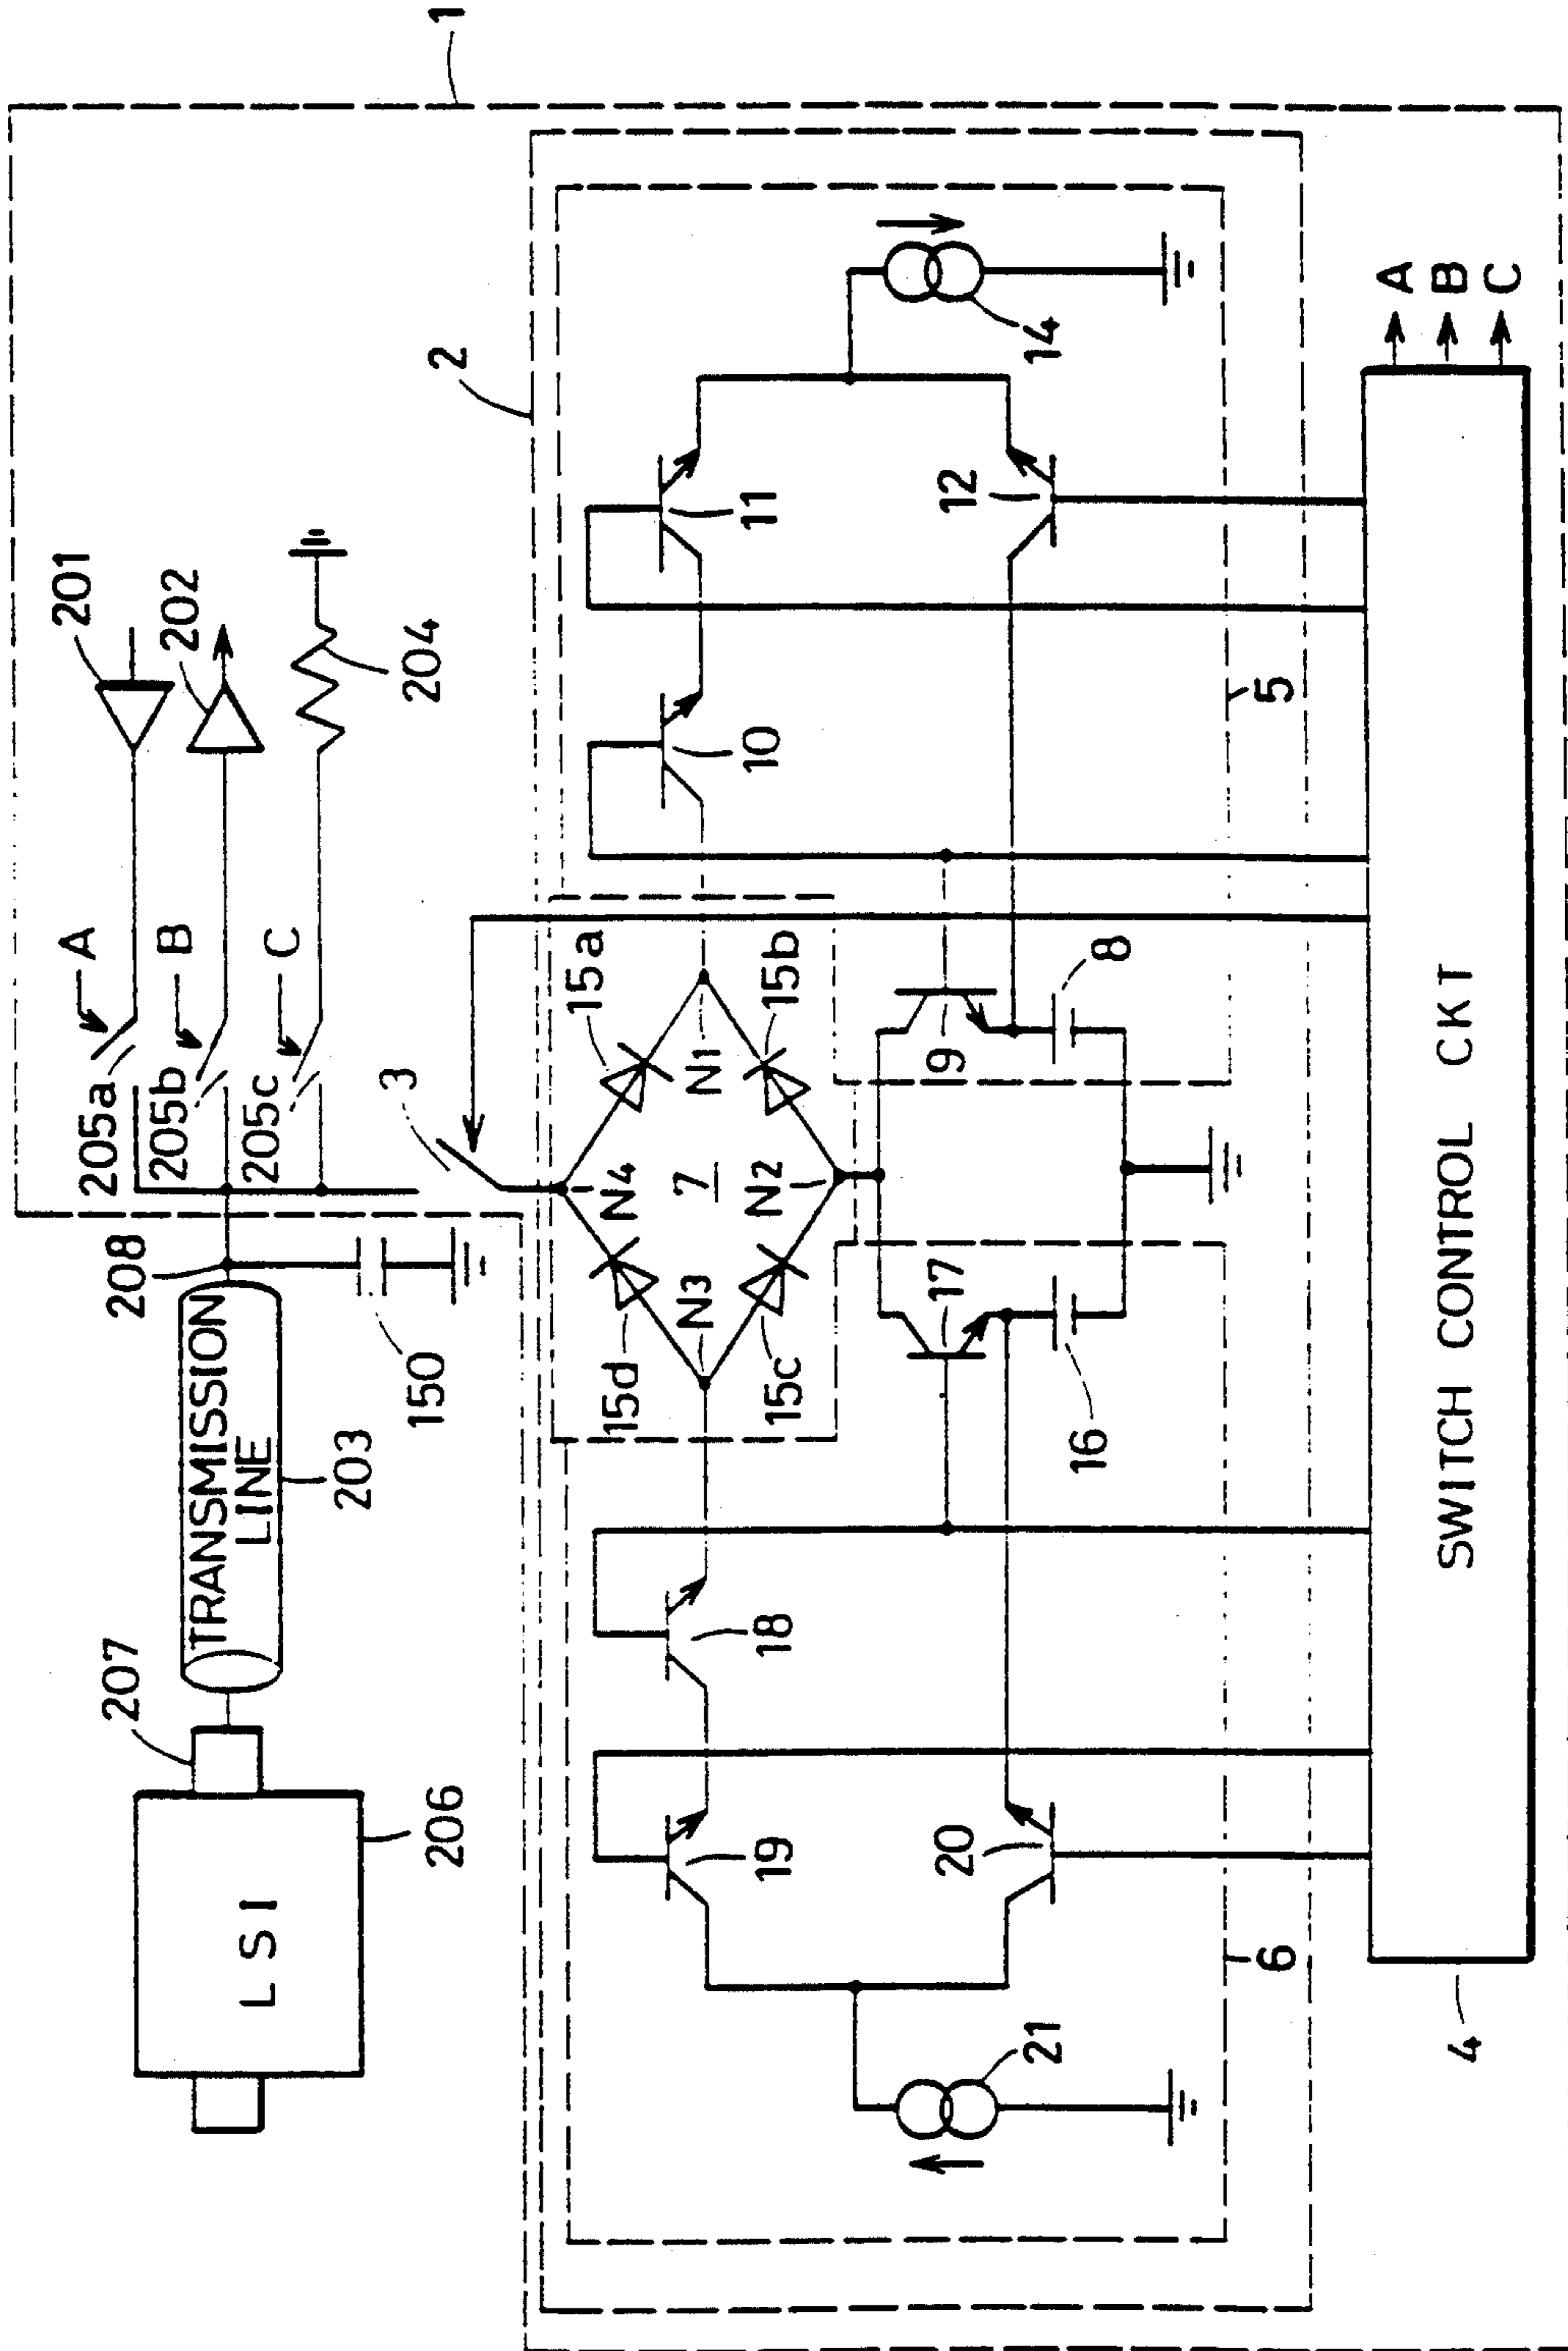 1
2
201
202
204
A
B
C
205a
205b
205c
3
208
TRANSMISSION
LINE
203
150
207
LSI
206
11
12
14
10
5
15a
15b
N1
N4
7
N2
N3
15d
15c
9
8
17
16
18
19
20
21
6
A
B
C
SWITCH CONTROL CKT
4